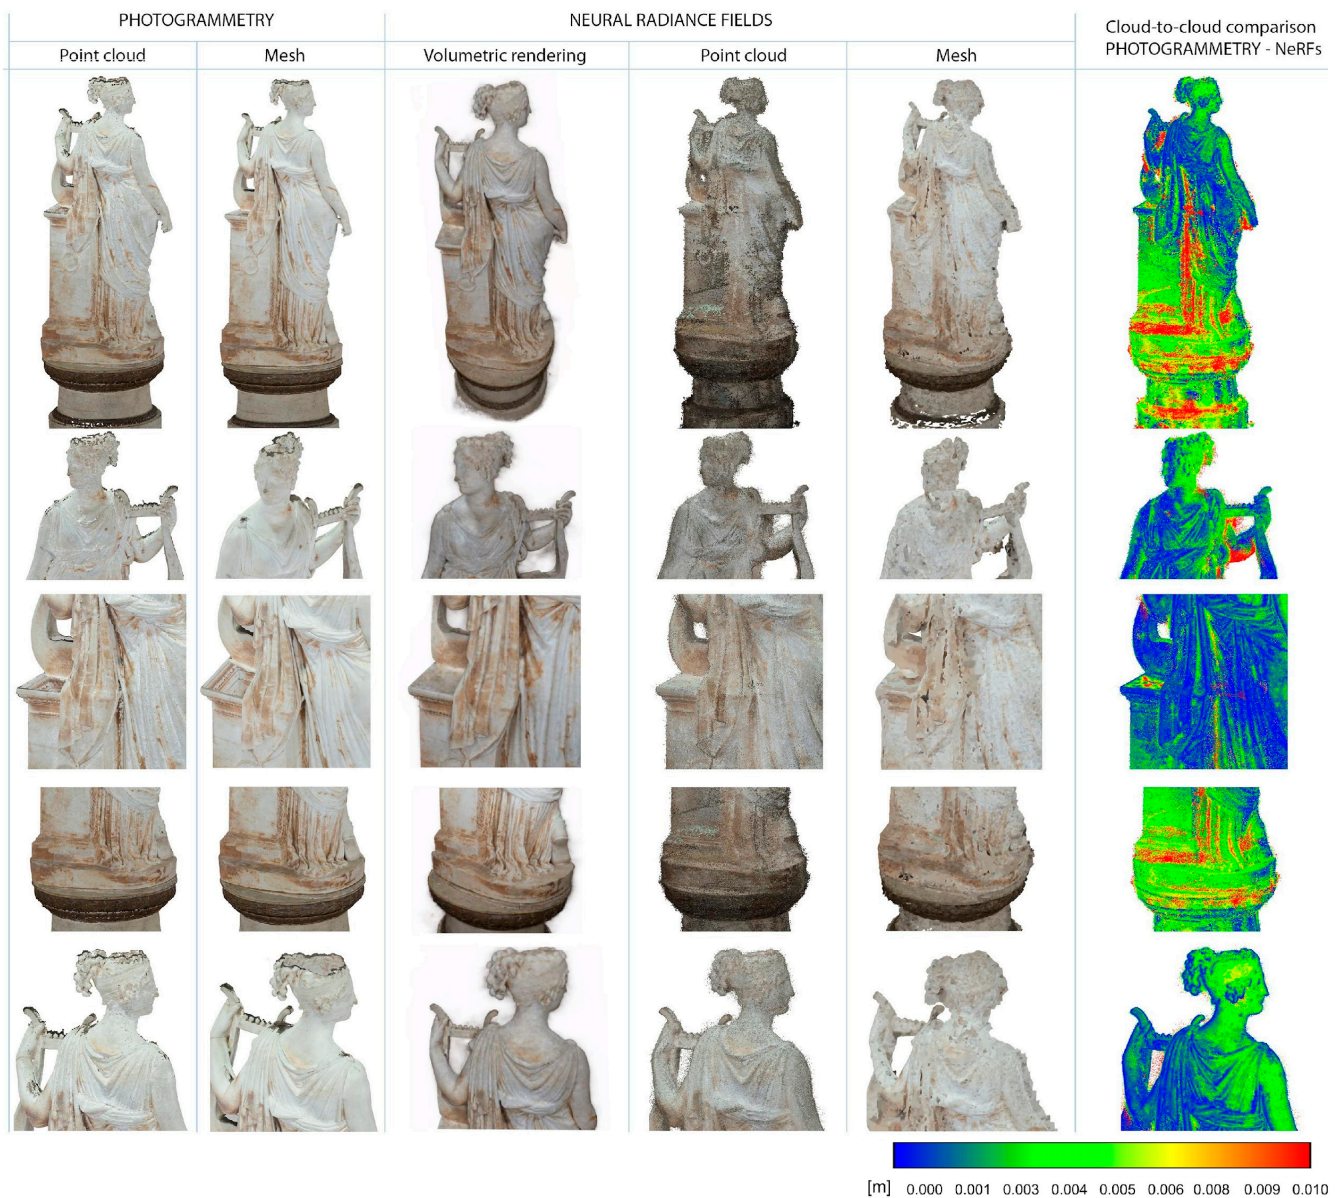 PHOTOGRAMMETRY
NEURAL RADIANCE FIELDS
Cloud-to-cloud comparison
PHOTOGRAMMETRY - NeRFs
Point cloud
Mesh
Volumetric rendering
Point cloud
Mesh
[m] 0.000 0.001 0.003 0.004 0.005 0.006 0.008 0.009 0.010